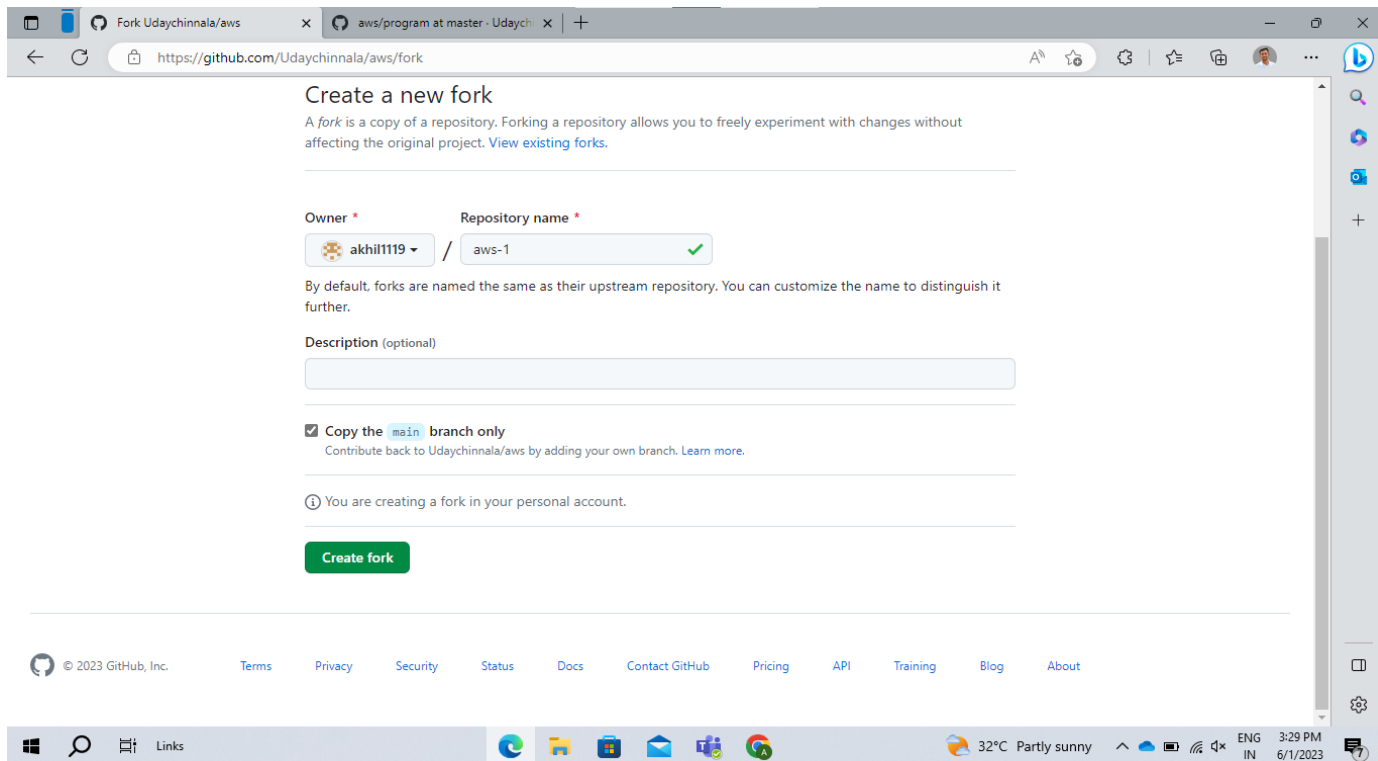 Fork Udaychinnala/aws
aws/program at master · Udaych
https://github.com/Udaychinnala/aws/fork
Create a new fork
A fork is a copy of a repository. Forking a repository allows you to freely experiment with changes without
affecting the original project. View existing forks.
Owner * Repository name *
akhil1119 / aws-1
By default, forks are named the same as their upstream repository. You can customize the name to distinguish it
further.
Description (optional)
Copy the main branch only
Contribute back to Udaychinnala/aws by adding your own branch. Learn more.
You are creating a fork in your personal account.
Create fork
© 2023 GitHub, Inc. Terms Privacy Security Status Docs Contact GitHub Pricing API Training Blog About
Links
32°C Partly sunny
ENG
IN
3:29 PM
6/1/2023
7